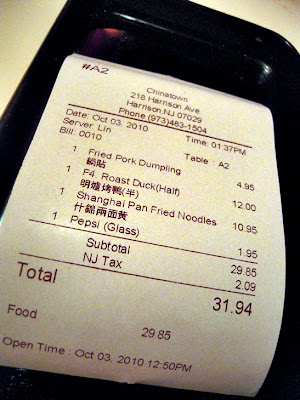 #A2
Chinatown
218 Harrison Ave.
Harrison,NJ 07029
Phone (973)483-1504
Date: Oct 03, 2010 Time: 01:37PM
Server: Lin Table : A2
Bill: 0010
1 Fried Pork Dumpling 4.95
鍋貼
1 F4. Roast Duck(Half) 12.00
明爐烤鴨(半)
1 Shanghai Pan Fried Noodles 10.95
什錦兩面黃
1 Pepsi (Glass) 1.95
Subtotal 29.85
NJ Tax 2.09
Total 31.94
Food 29.85
Open Time : Oct 03, 2010 12:50PM